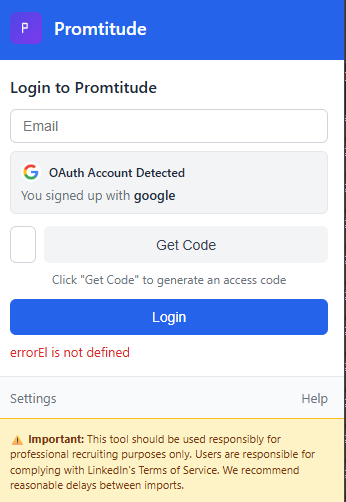 P Promtitude
Login to Promtitude
Email
OAuth Account Detected
You signed up with google
Get Code
Click "Get Code" to generate an access code
Login
errorEl is not defined
Settings Help
⚠️ Important: This tool should be used responsibly for
professional recruiting purposes only. Users are responsible for
complying with LinkedIn's Terms of Service. We recommend
reasonable delays between imports.